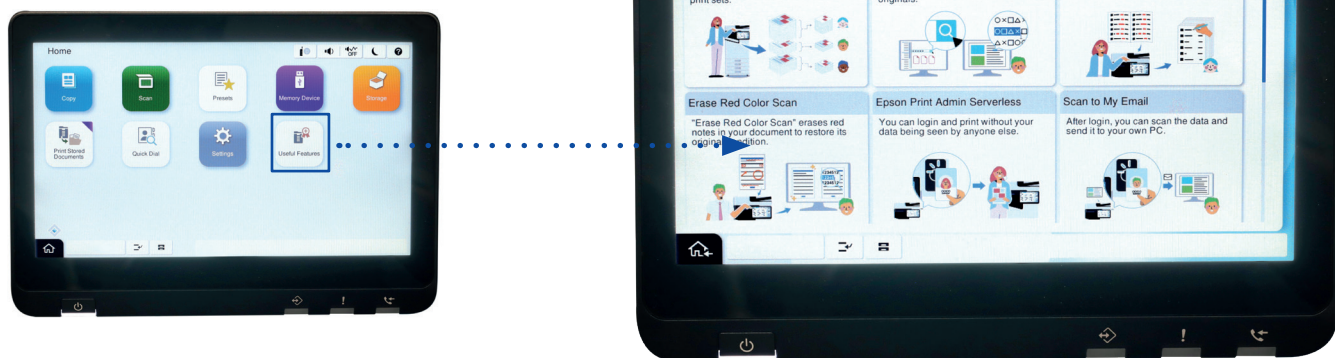 Home
OFF
Copy
Scan
Presets
Memory Device
Storage
Print Stored
Documents
Quick Dial
Settings
Useful Features
print sets.
originals.
Erase Red Color Scan
"Erase Red Color Scan" erases red
notes in your document to restore its
original condition.
Epson Print Admin Serverless
You can login and print without your
data being seen by anyone else.
Scan to My Email
After login, you can scan the data and
send it to your own PC.